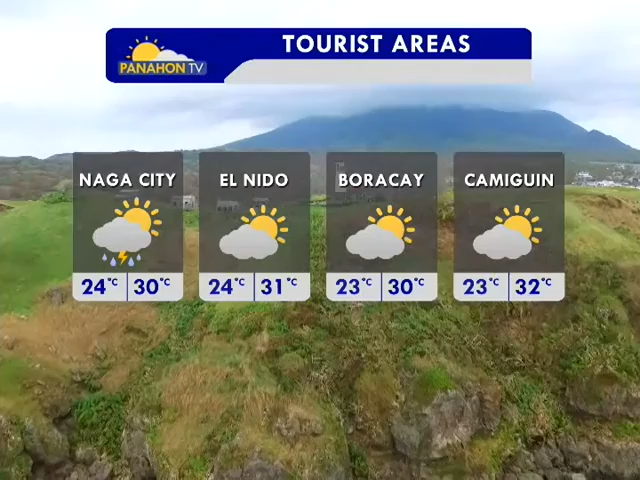 PANAHON TV
TOURIST AREAS
NAGA CITY
24°C 30°C
EL NIDO
24°C 31°C
BORACAY
23°C 30°C
CAMIGUIN
23°C 32°C